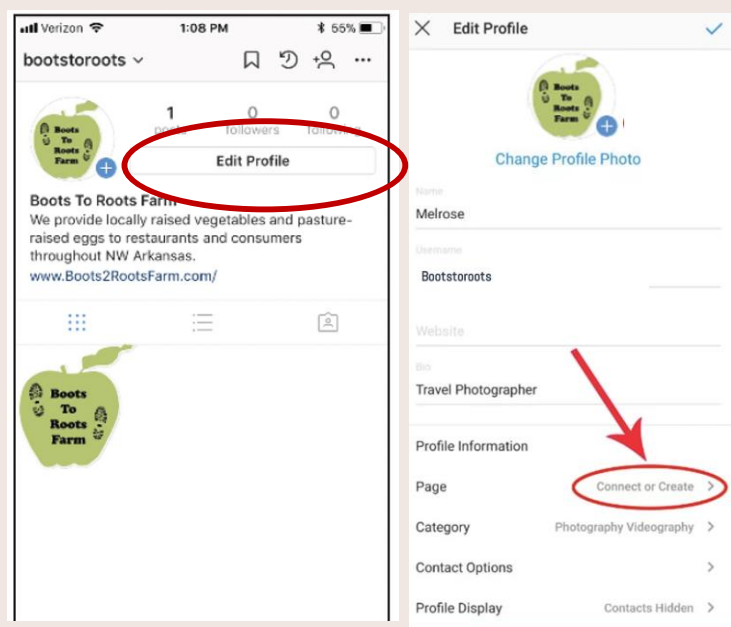 Verizon 1:08 PM 55%
bootstoroots
1 0 0
posts followers following
Edit Profile
Boots
To
Roots
Farm
Boots To Roots Farm
We provide locally raised vegetables and pasture-
raised eggs to restaurants and consumers
throughout NW Arkansas.
www.Boots2RootsFarm.com/
Boots
To
Roots
Farm
Edit Profile
Boots
To
Roots
Farm
Change Profile Photo
Name
Melrose
Username
Bootstoroots
Website
Bio
Travel Photographer
Profile Information
Page Connect or Create
Category Photography Videography
Contact Options
Profile Display Contacts Hidden